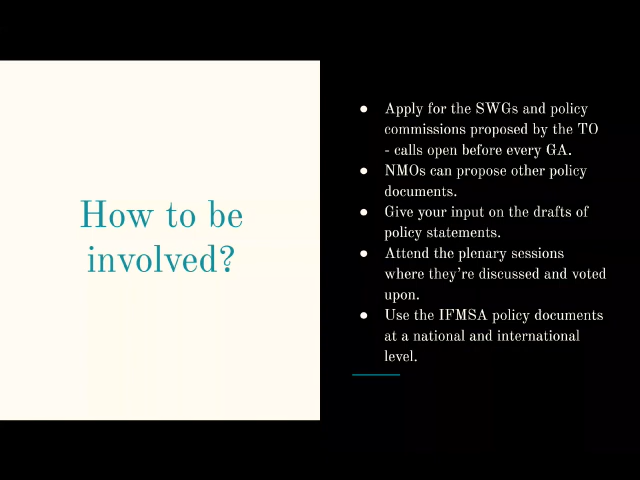 How to be
involved?
● Apply for the SWGs and policy
commissions proposed by the TO
- calls open before every GA.
● NMOs can propose other policy
documents.
● Give your input on the drafts of
policy statements.
● Attend the plenary sessions
where they're discussed and voted
upon.
● Use the IFMSA policy documents
at a national and international
level.